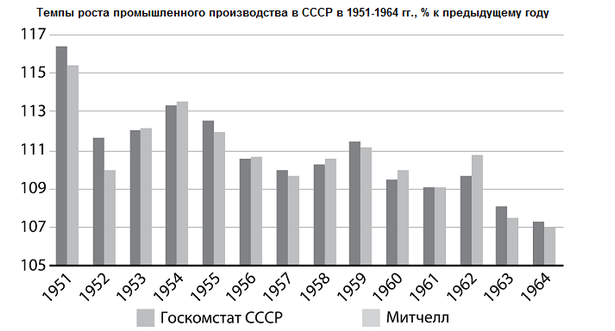 Темпы роста промышленного производства в СССР в 1951-1964 гг., % к предыдущему году
117
115
113
111
109
107
105
1951 1952 1953 1954 1955 1956 1957 1958 1959 1960 1961 1962 1963 1964
Госкомстат СССР Митчелл